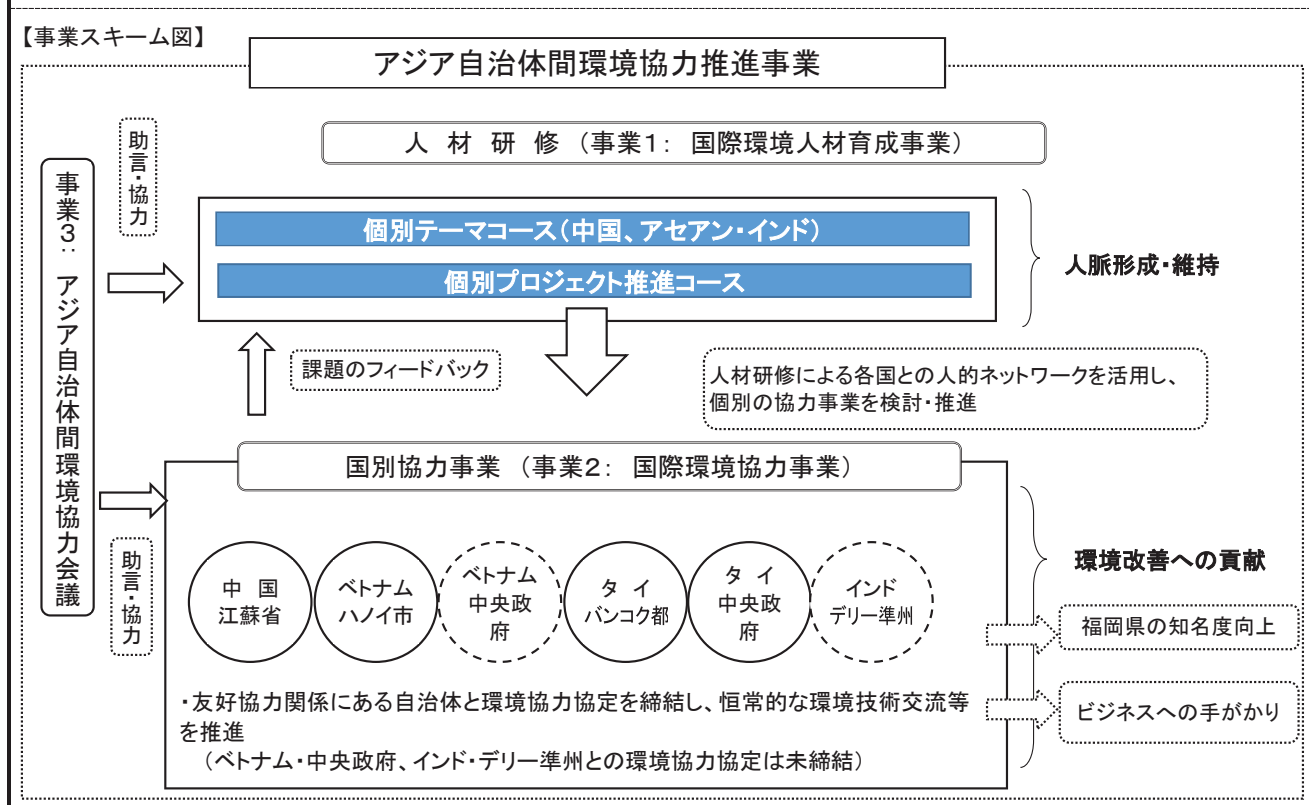 【事業スキーム図】
アジア自治体間環境協力推進事業
事業３：アジア自治体間環境協力会議
助言・協力
人 材 研 修 （事業１： 国際環境人材育成事業）
個別テーマコース（中国、アセアン・インド）
個別プロジェクト推進コース
人脈形成・維持
課題のフィードバック
人材研修による各国との人的ネットワークを活用し、
個別の協力事業を検討・推進
助言・協力
国別協力事業 （事業２： 国際環境協力事業）
中 国
江蘇省
ベトナム
ハノイ市
ベトナム
中央政
府
タ イ
バンコク都
タ イ
中央政
府
インド
デリー準州
・友好協力関係にある自治体と環境協力協定を締結し、恒常的な環境技術交流等
を推進
（ベトナム・中央政府、インド・デリー準州との環境協力協定は未締結）
環境改善への貢献
福岡県の知名度向上
ビジネスへの手がかり